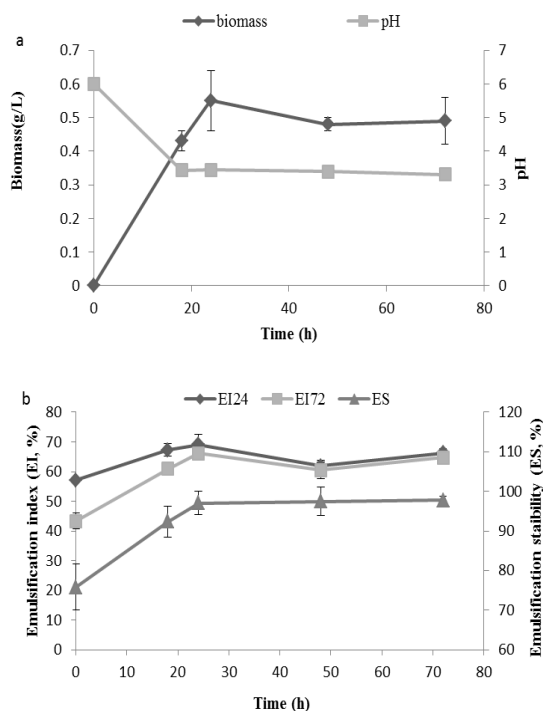 a
biomass pH
0.7 7
0.6 6
0.5 5
0.4 4
0.3 3
0.2 2
0.1 1
0 0
0 20 40 60 80
Biomass(g/L)
pH
Time (h)
b
EI24 EI72 ES
80 120
70 110
60
50 100
40 90
30 80
20
10 70
0 60
0 20 30 40 50 60 70 80
Emulsification index (EI, %)
Emulsification staibility (ES, %)
Time (h)